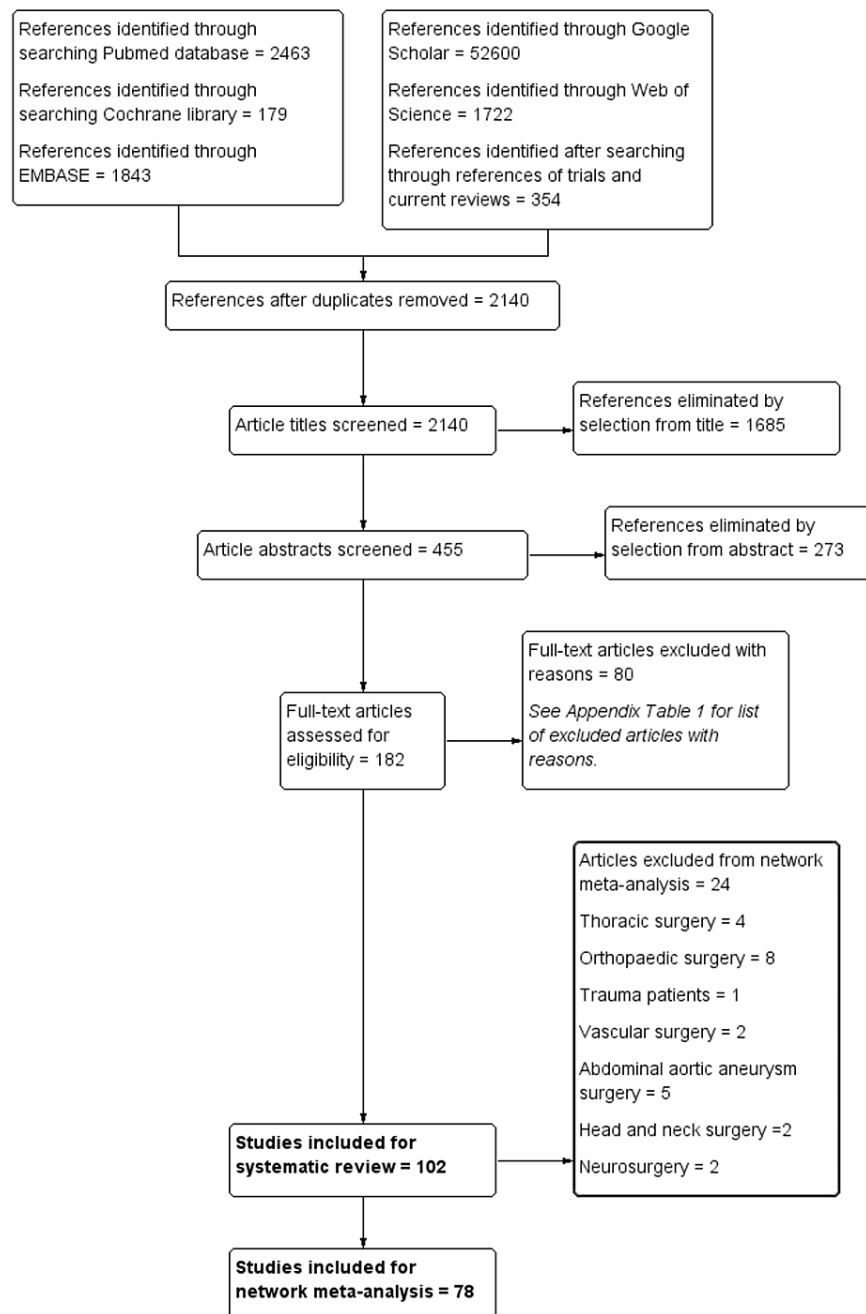 References identified through
searching Pubmed database = 2463
References identified through
searching Cochrane library = 179
References identified through
EMBASE = 1843
References identified through Google
Scholar = 52600
References identified through Web of
Science = 1722
References identified after searching
through references of trials and
current reviews = 354
References after duplicates removed = 2140
Article titles screened = 2140
References eliminated by
selection from title = 1685
Article abstracts screened = 455
References eliminated by
selection from abstract = 273
Full-text articles
assessed for
eligibility = 182
Full-text articles excluded with
reasons = 80
See Appendix Table 1 for list
of excluded articles with
reasons.
Articles excluded from network
meta-analysis = 24
Thoracic surgery = 4
Orthopaedic surgery = 8
Trauma patients = 1
Vascular surgery = 2
Abdominal aortic aneurysm
surgery = 5
Head and neck surgery =2
Neurosurgery = 2
Studies included for
systematic review = 102
Studies included for
network meta-analysis = 78